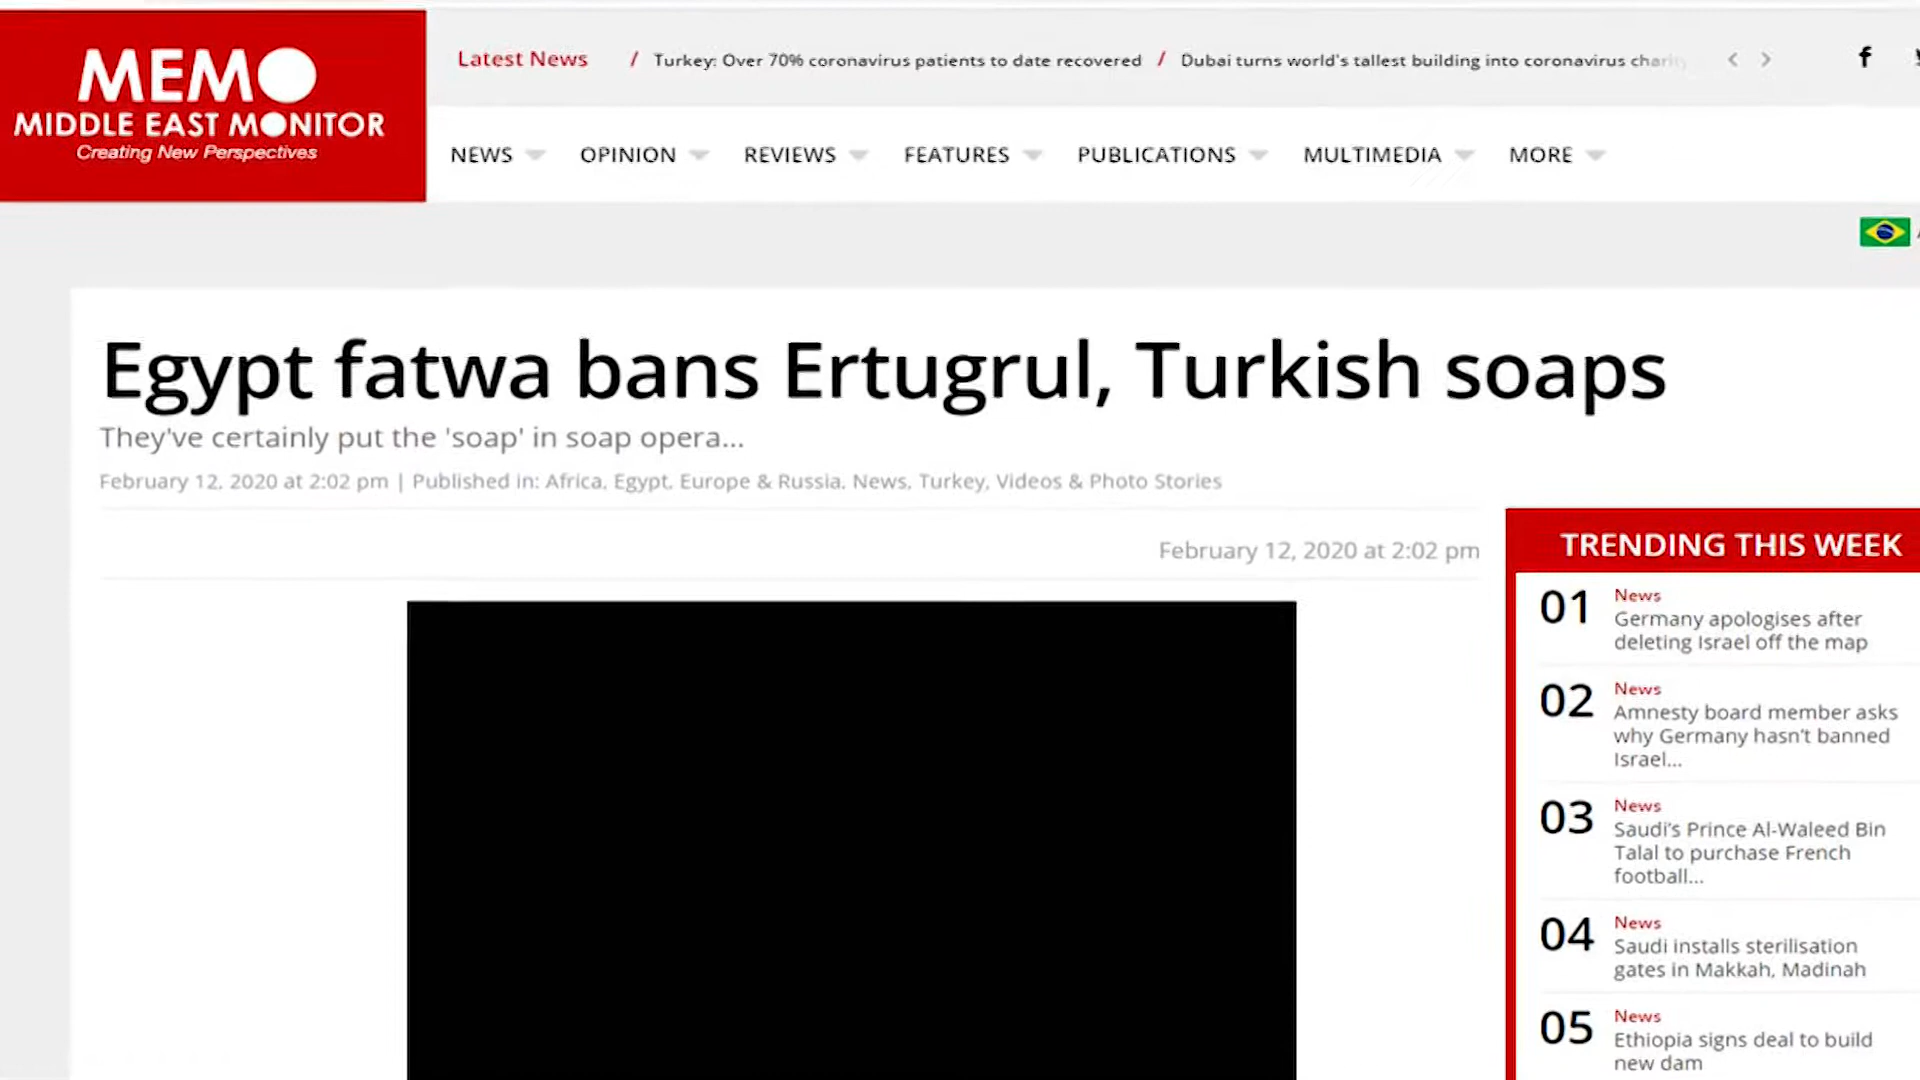 MEMO
MIDDLE EAST MONITOR
Creating New Perspectives
Latest News / Turkey: Over 70% coronavirus patients to date recovered / Dubai turns world's tallest building into coronavirus charity
NEWS OPINION REVIEWS FEATURES PUBLICATIONS MULTIMEDIA MORE
Egypt fatwa bans Ertugrul, Turkish soaps
They've certainly put the 'soap' in soap opera...
February 12, 2020 at 2:02 pm | Published in: Africa, Egypt, Europe & Russia, News, Turkey, Videos & Photo Stories
February 12, 2020 at 2:02 pm
TRENDING THIS WEEK
01 News
Germany apologises after
deleting Israel off the map
02 News
Amnesty board member asks
why Germany hasn't banned
Israel...
03 News
Saudi's Prince Al-Waleed Bin
Talal to purchase French
football...
04 News
Saudi installs sterilisation
gates in Makkah, Madinah
05 News
Ethiopia signs deal to build
new dam